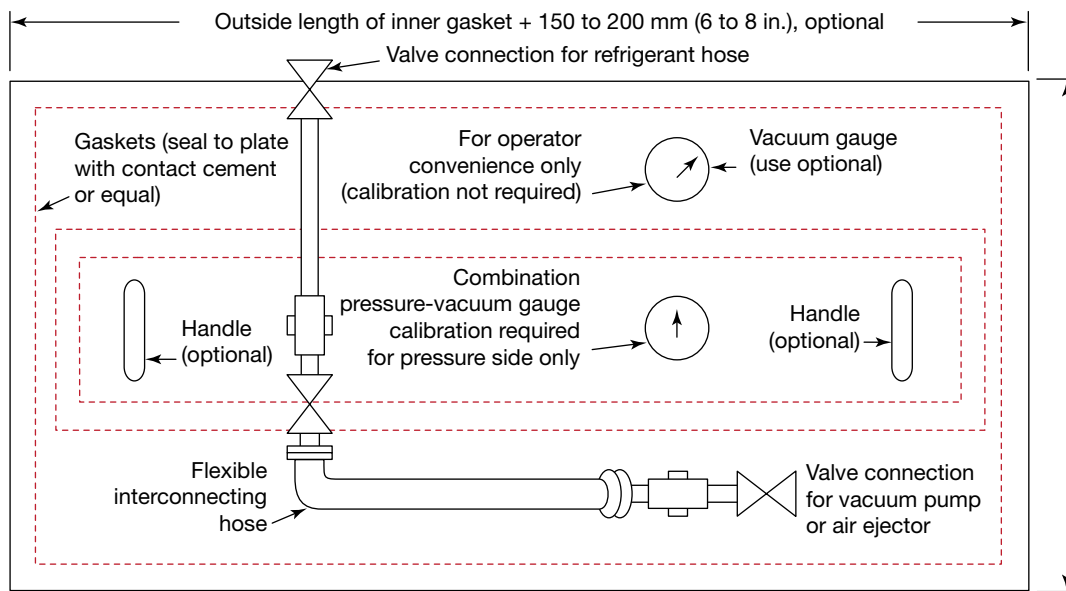 Outside length of inner gasket + 150 to 200 mm (6 to 8 in.), optional
Valve connection for refrigerant hose
Gaskets (seal to plate
with contact cement
or equal)
For operator
convenience only
(calibration not required)
Vacuum gauge
(use optional)
Combination
pressure-vacuum gauge
calibration required
for pressure side only
Handle
(optional)
Handle
(optional)
Flexible
interconnecting
hose
Valve connection
for vacuum pump
or air ejector